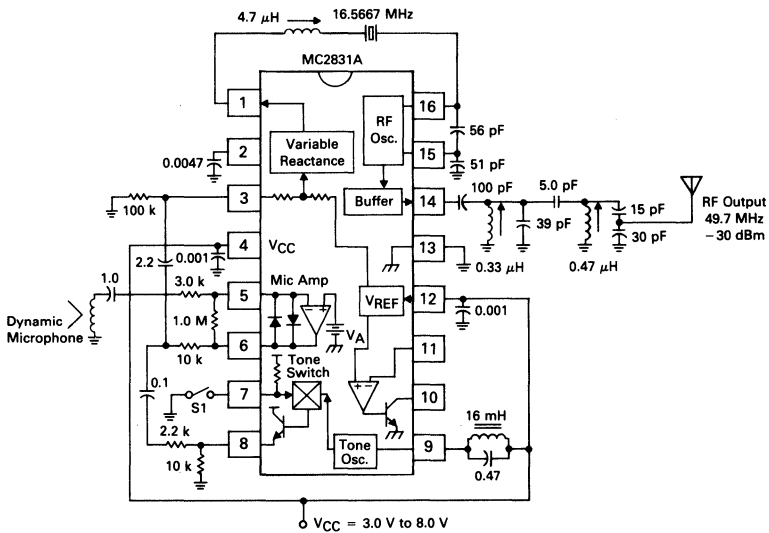 4.7 μH
16.5667 MHz
MC2831A
1
16
RF
Osc.
56 pF
Variable
Reactance
2
0.0047
15
51 pF
3
100 k
Buffer
14
100 pF
5.0 pF
15 pF
RF Output
49.7 MHz
−30 dBm
39 pF
30 pF
0.33 μH
0.47 μH
4
VCC
0.001
13
2.2
1.0
3.0 k
5
Mic Amp
VREF
12
0.001
Dynamic
Microphone
1.0 M
− +
VA
6
10 k
11
0.1
Tone
Switch
S1
7
+ −
10
2.2 k
8
10 k
Tone
Osc.
9
16 mH
0.47
VCC = 3.0 V to 8.0 V